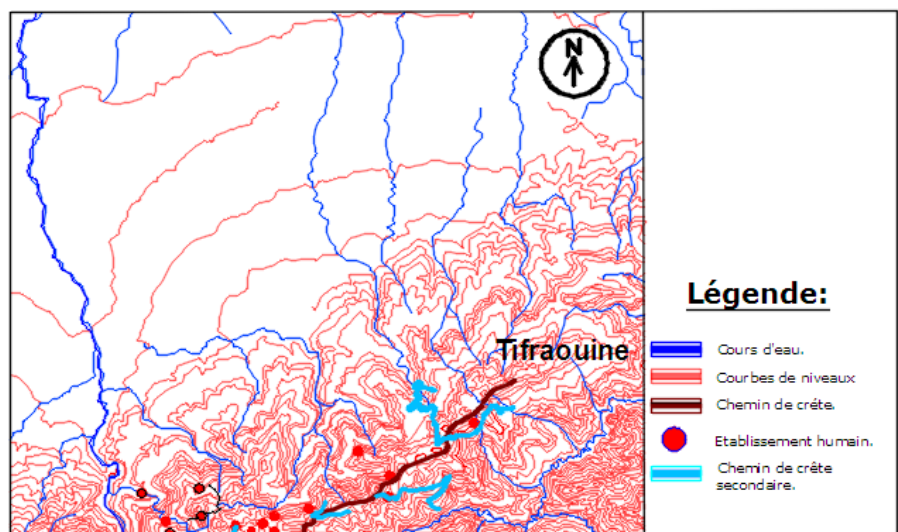 N
Légende:
Tifraouine
Cours d'eau.
Courbes de niveaux
Chemin de crête.
Etablissement humain.
Chemin de crête
secondaire.